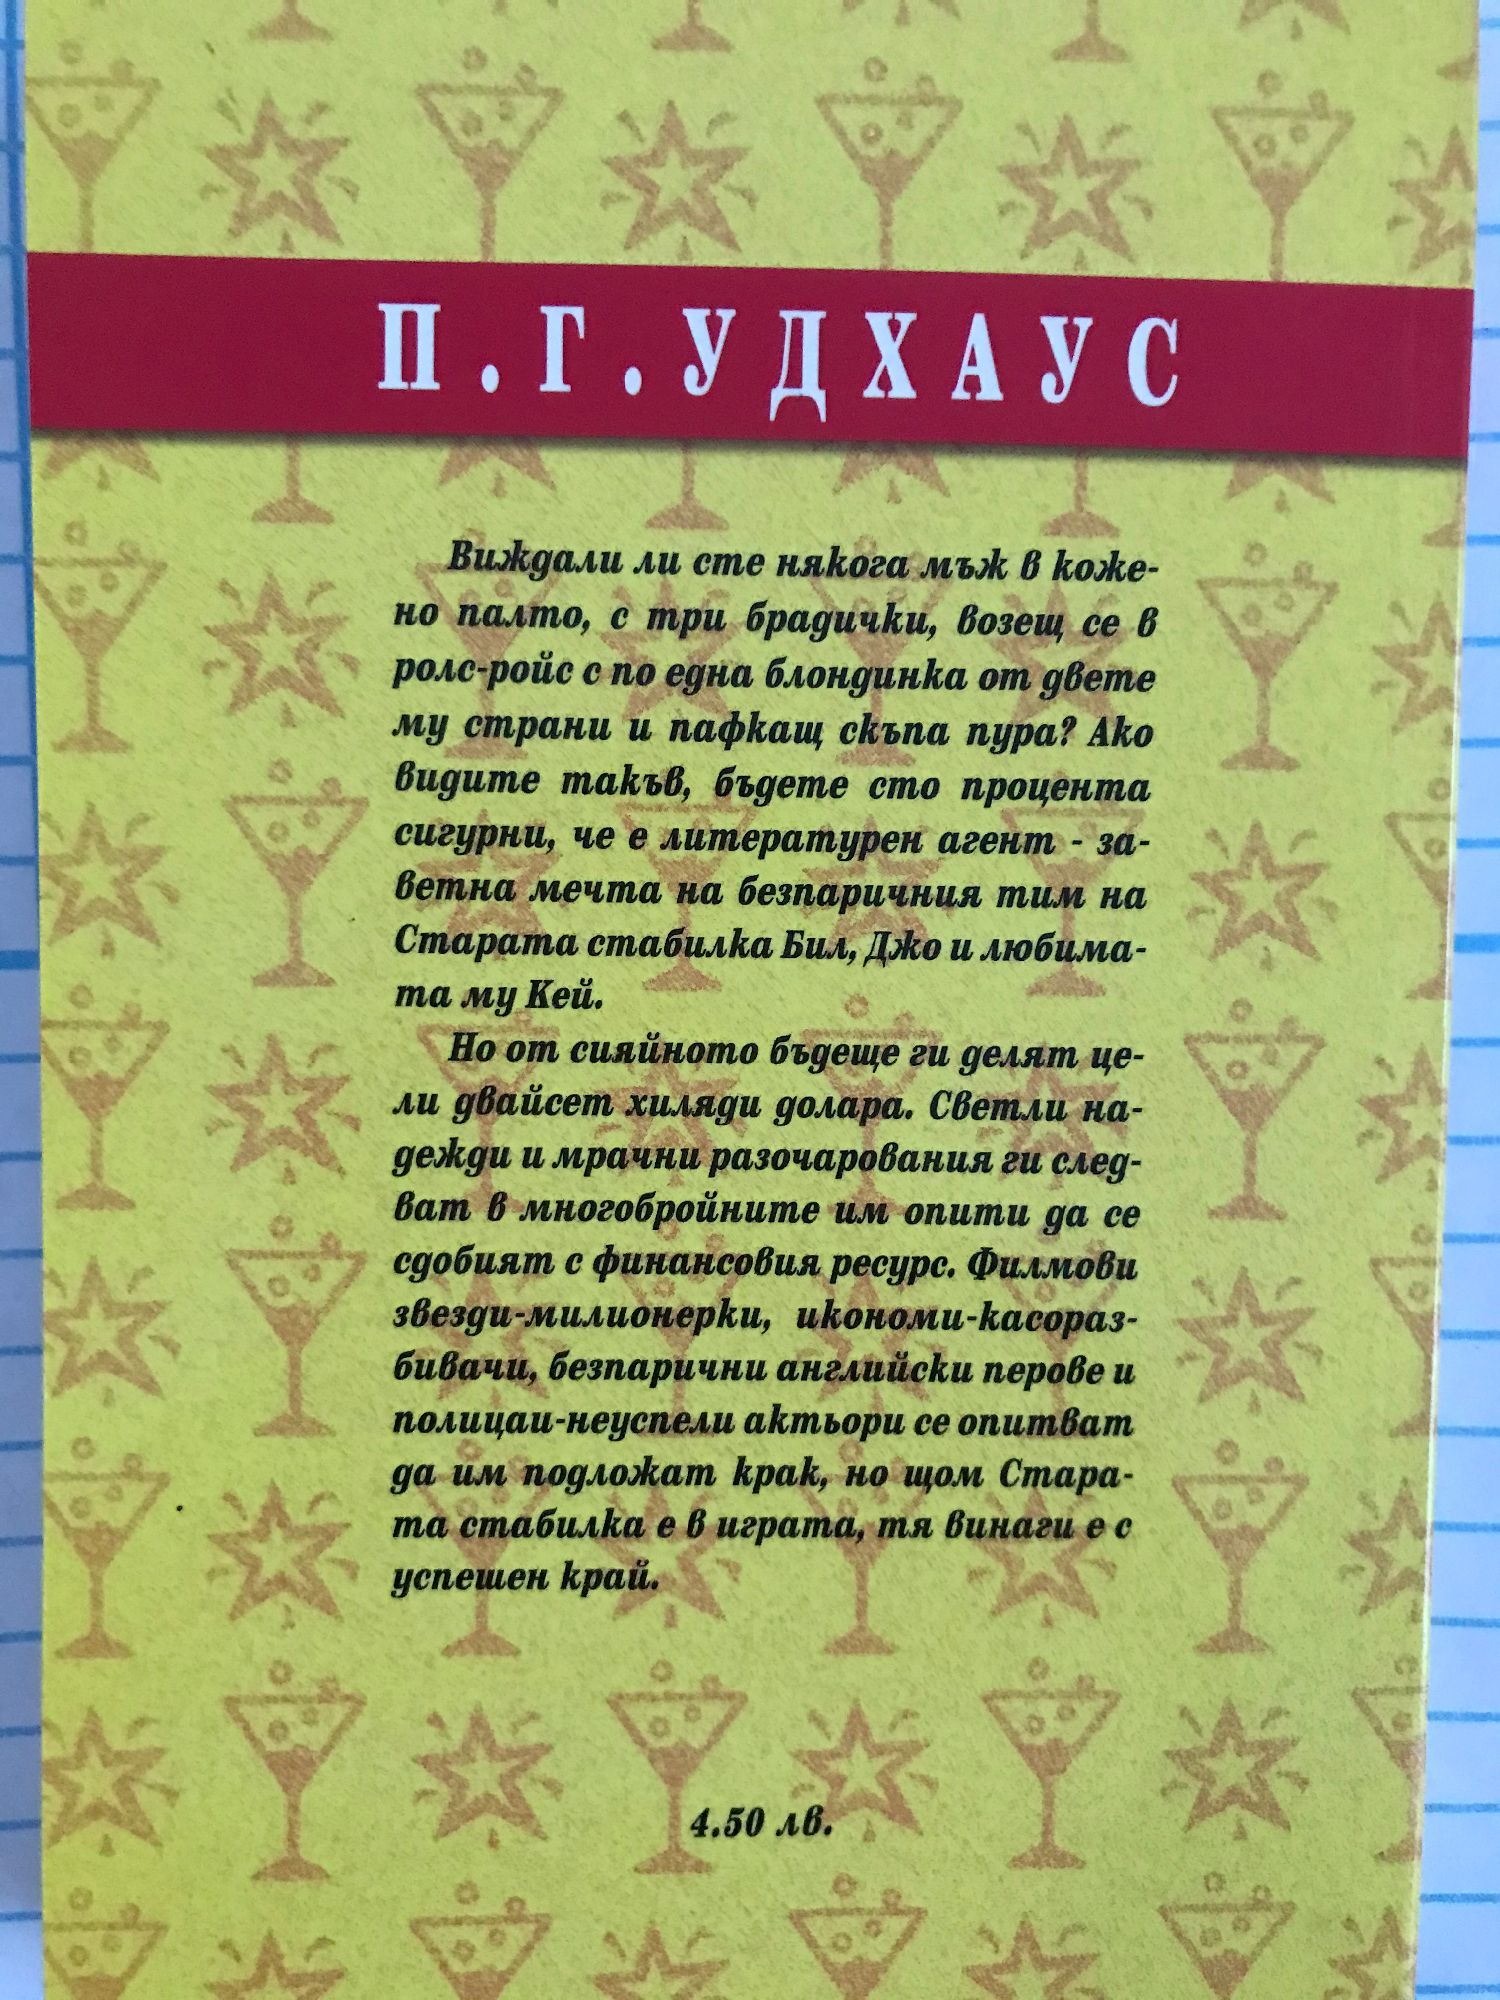 П.Г.УДХАУС
Виждали ли сте някога мъж в коже-
но палто, с три брадички, возещ се в
ролс-ройс с по една блондинка от двете
му страни и пафкащ скъпа пура? Ако
видите такъв, бъдете сто процента
сигурни, че е литературен агент - за-
ветна мечта на безпаричния тим на
Старата стабилка Бил, Джо и любима-
та му Кей.
Но от сияйното бъдеще ги делят це-
ли двайсет хиляди долара. Светли на-
дежди и мрачни разочарования ги след-
ват в многобройните им опити да се
сдобият с финансовия ресурс. Филмови
звезди-милионерки, икономи-касораз-
бивачи, безпарични английски перове и
полицаи-неуспели актьори се опитват
да им подложат крак, но щом Стара-
та стабилка е в играта, тя винаги е с
успешен край.
4.50 лв.